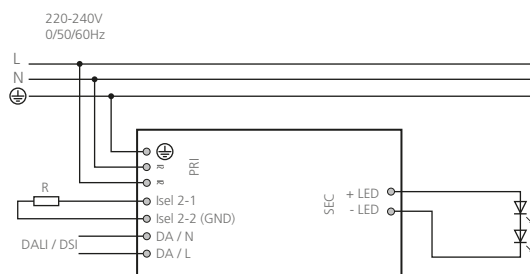 220-240V
0/50/60Hz
L
N
PRI
R
Isel 2-1
Isel 2-2 (GND)
DALI / DSI
DA / N
DA / L
SEC
+ LED
- LED